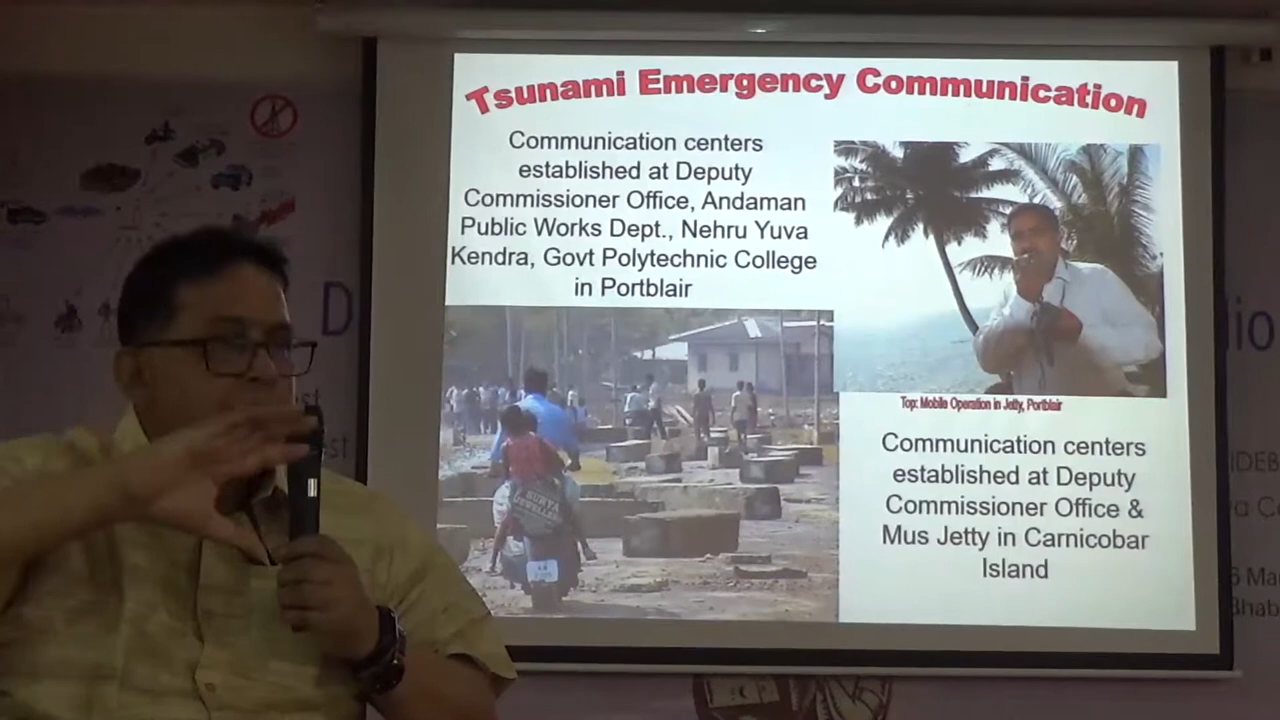 Tsunami Emergency Communication
Communication centers
established at Deputy
Commissioner Office, Andaman
Public Works Dept., Nehru Yuva
Kendra, Govt Polytechnic College
in Portblair
Top: Mobile Operation in Jetty, Portblair
Communication centers
established at Deputy
Commissioner Office &
Mus Jetty in Carnicobar
Island
SURYA
JEWELLERS